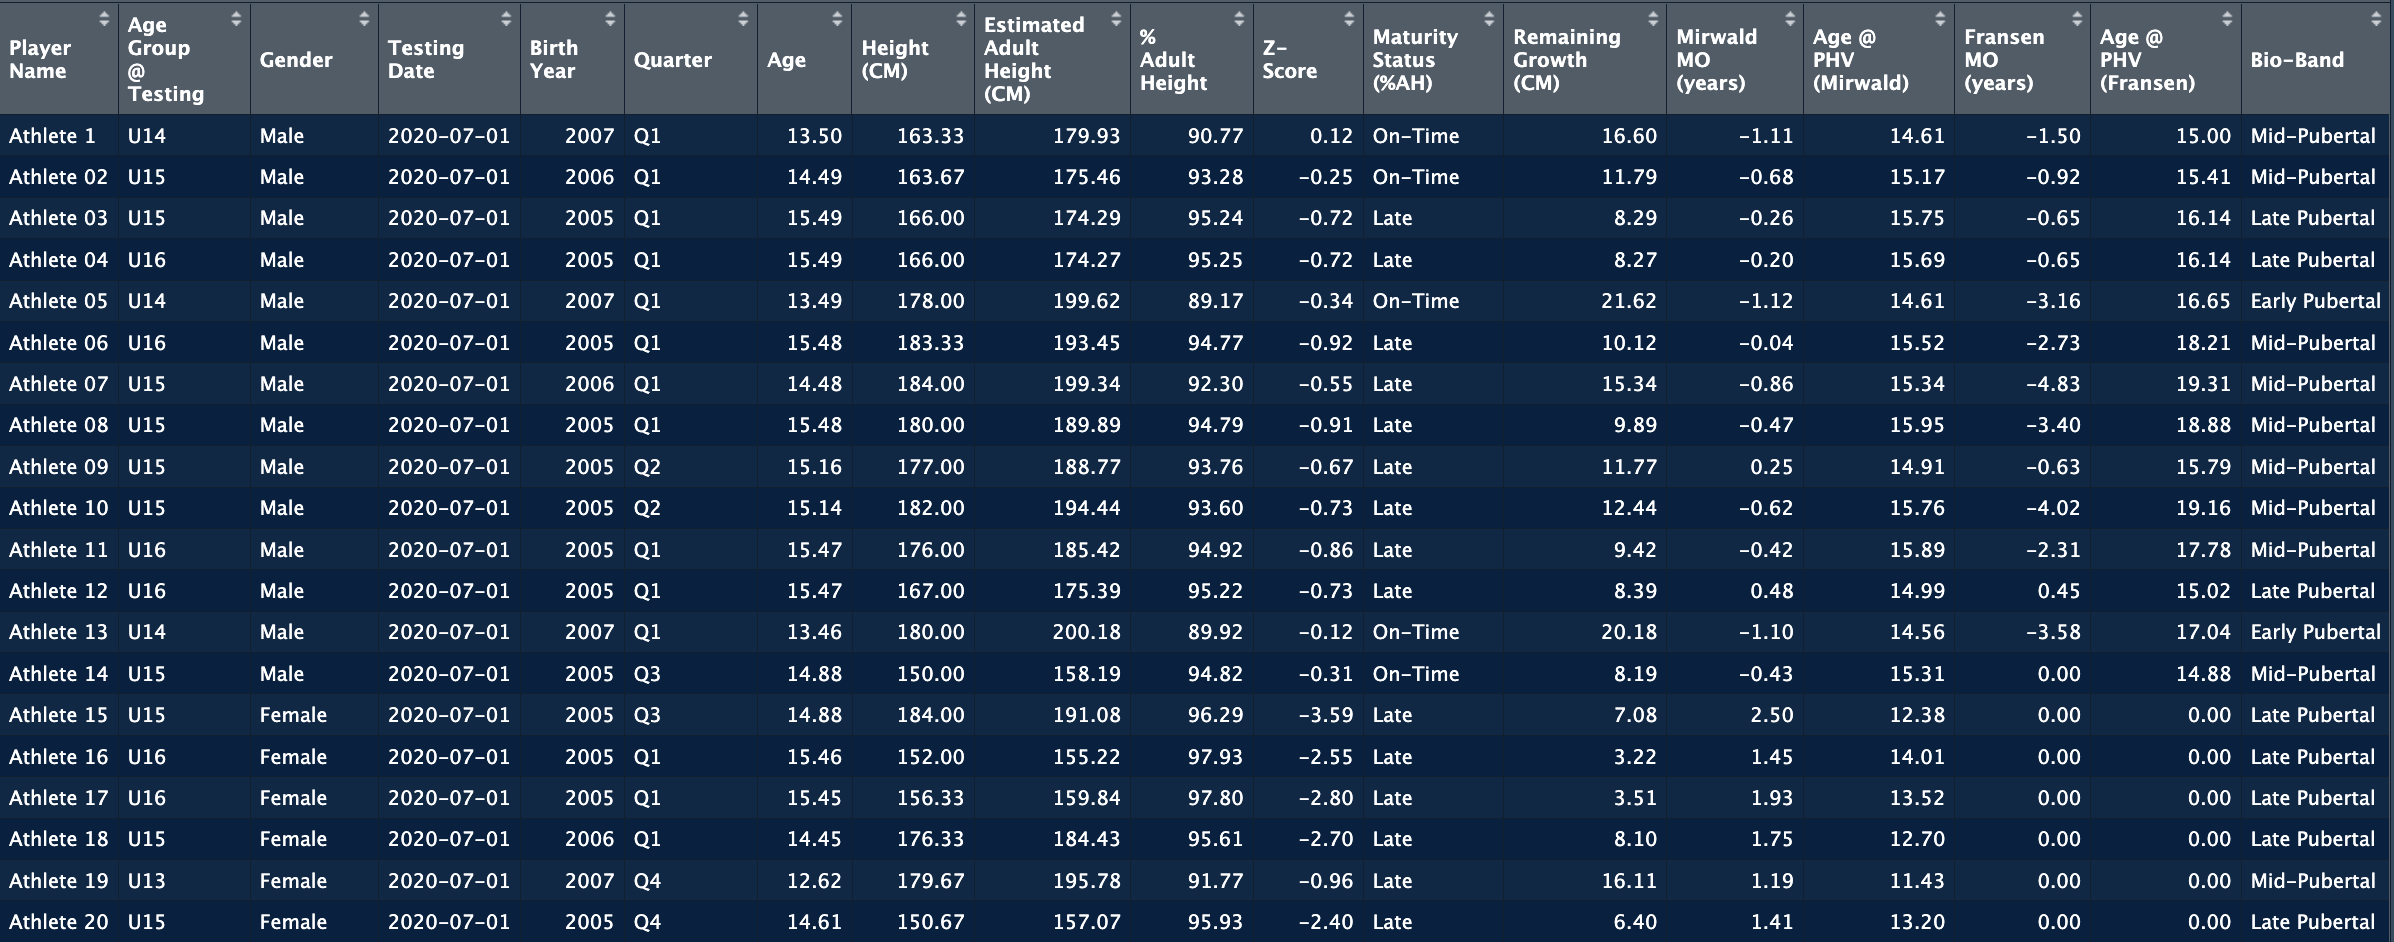 Player Name | Age Group @ Testing | Gender | Testing Date | Birth Year | Quarter | Age | Height (CM) | Estimated Adult Height (CM) | % Adult Height | Z-Score | Maturity Status (%AH) | Remaining Growth (CM) | Mirwald MO (years) | Age @ PHV (Mirwald) | Fransen MO (years) | Age @ PHV (Fransen) | Bio-Band
Athlete 1 U14 Male 2020-07-01 2007 Q1 13.50 163.33 179.93 90.77 0.12 On-Time 16.60 -1.11 14.61 -1.50 15.00 Mid-Pubertal
Athlete 02 U15 Male 2020-07-01 2006 Q1 14.49 163.67 175.46 93.28 -0.25 On-Time 11.79 -0.68 15.17 -0.92 15.41 Mid-Pubertal
Athlete 03 U15 Male 2020-07-01 2005 Q1 15.49 166.00 174.29 95.24 -0.72 Late 8.29 -0.26 15.75 -0.65 16.14 Late Pubertal
Athlete 04 U16 Male 2020-07-01 2005 Q1 15.49 166.00 174.27 95.25 -0.72 Late 8.27 -0.20 15.69 -0.65 16.14 Late Pubertal
Athlete 05 U14 Male 2020-07-01 2007 Q1 13.49 178.00 199.62 89.17 -0.34 On-Time 21.62 -1.12 14.61 -3.16 16.65 Early Pubertal
Athlete 06 U16 Male 2020-07-01 2005 Q1 15.48 183.33 193.45 94.77 -0.92 Late 10.12 -0.04 15.52 -2.73 18.21 Mid-Pubertal
Athlete 07 U15 Male 2020-07-01 2006 Q1 14.48 184.00 199.34 92.30 -0.55 Late 15.34 -0.86 15.34 -4.83 19.31 Mid-Pubertal
Athlete 08 U15 Male 2020-07-01 2005 Q1 15.48 180.00 189.89 94.79 -0.91 Late 9.89 -0.47 15.95 -3.40 18.88 Mid-Pubertal
Athlete 09 U15 Male 2020-07-01 2005 Q2 15.16 177.00 188.77 93.76 -0.67 Late 11.77 0.25 14.91 -0.63 15.79 Mid-Pubertal
Athlete 10 U15 Male 2020-07-01 2005 Q2 15.14 182.00 194.44 93.60 -0.73 Late 12.44 -0.62 15.76 -4.02 19.16 Mid-Pubertal
Athlete 11 U16 Male 2020-07-01 2005 Q1 15.47 176.00 185.42 94.92 -0.86 Late 9.42 -0.42 15.89 -2.31 17.78 Mid-Pubertal
Athlete 12 U16 Male 2020-07-01 2005 Q1 15.47 167.00 175.39 95.22 -0.73 Late 8.39 0.48 14.99 0.45 15.02 Late Pubertal
Athlete 13 U14 Male 2020-07-01 2007 Q1 13.46 180.00 200.18 89.92 -0.12 On-Time 20.18 -1.10 14.56 -3.58 17.04 Early Pubertal
Athlete 14 U15 Male 2020-07-01 2005 Q3 14.88 150.00 158.19 94.82 -0.31 On-Time 8.19 -0.43 15.31 0.00 14.88 Mid-Pubertal
Athlete 15 U15 Female 2020-07-01 2005 Q3 14.88 184.00 191.08 96.29 -3.59 Late 7.08 2.50 12.38 0.00 0.00 Late Pubertal
Athlete 16 U16 Female 2020-07-01 2005 Q1 15.46 152.00 155.22 97.93 -2.55 Late 3.22 1.45 14.01 0.00 0.00 Late Pubertal
Athlete 17 U16 Female 2020-07-01 2005 Q1 15.45 156.33 159.84 97.80 -2.80 Late 3.51 1.93 13.52 0.00 0.00 Late Pubertal
Athlete 18 U15 Female 2020-07-01 2006 Q1 14.45 176.33 184.43 95.61 -2.70 Late 8.10 1.75 12.70 0.00 0.00 Late Pubertal
Athlete 19 U13 Female 2020-07-01 2007 Q4 12.62 179.67 195.78 91.77 -0.96 Late 16.11 1.19 11.43 0.00 0.00 Mid-Pubertal
Athlete 20 U15 Female 2020-07-01 2005 Q4 14.61 150.67 157.07 95.93 -2.40 Late 6.40 1.41 13.20 0.00 0.00 Late Pubertal